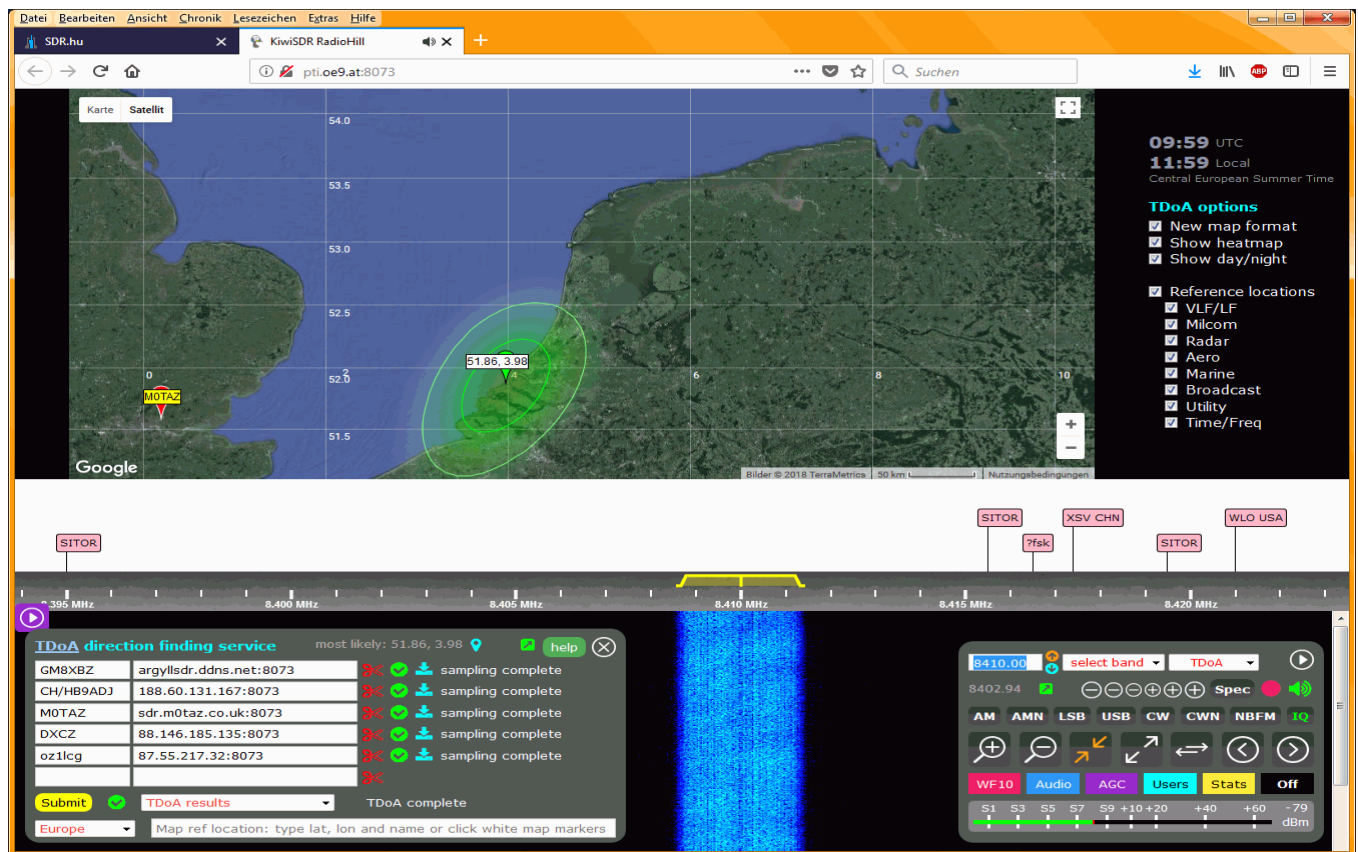 Datei Bearbeiten Ansicht Chronik Lesezeichen Extras Hilfe
SDR.hu
KiwiSDR RadioHill
pti.oe9.at:8073
Suchen
ABP
Karte Satellit
54.0
53.5
53.0
52.5
52.0
51.5
0
2
4
6
8
10
51.86, 3.98
M0TAZ
Google
Bilder © 2018 TerraMetrics
50 km
Nutzungsbedingungen
09:59 UTC
11:59 Local
Central European Summer Time
TDoA options
New map format
Show heatmap
Show day/night
Reference locations
VLF/LF
Milcom
Radar
Aero
Marine
Broadcast
Utility
Time/Freq
SITOR
SITOR
XSV CHN
WLO USA
?fsk
SITOR
8.395 MHz
8.400 MHz
8.405 MHz
8.410 MHz
8.415 MHz
8.420 MHz
TDoA direction finding service
most likely: 51.86, 3.98
help
GM8XBZ argyllsdr.ddns.net:8073 sampling complete
CH/HB9ADJ 188.60.131.167:8073 sampling complete
M0TAZ sdr.m0taz.co.uk:8073 sampling complete
DXCZ 88.146.185.135:8073 sampling complete
oz1lcg 87.55.217.32:8073 sampling complete
Submit TDoA results TDoA complete
Europe Map ref location: type lat, lon and name or click white map markers
8410.00 select band TDoA
8402.94 Spec
AM AMN LSB USB CW CWN NBFM IQ
WF10 Audio AGC Users Stats Off
S1 S3 S5 S7 S9 +10 +20 +40 +60 -79
dBm